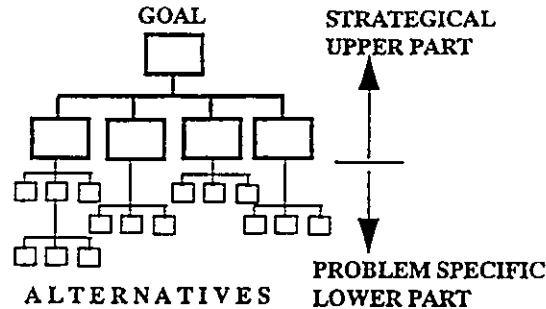 GOAL
STRATEGICAL
UPPER PART
PROBLEM SPECIFIC
LOWER PART
ALTERNATIVES